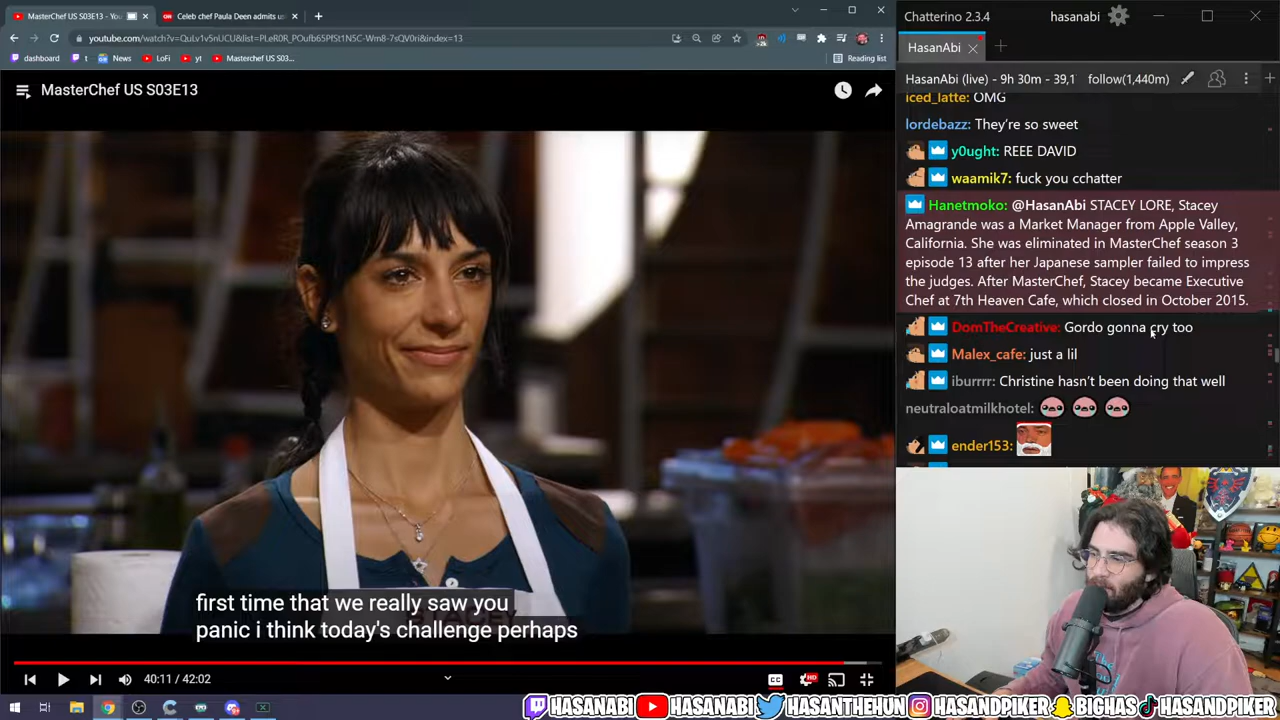 MasterChef US S03E13 - Yo
Celeb chef Paula Deen admits us
youtube.com/watch?v=QuLv1v5nUCU&list=PLeR0R_POufb65PfSt1N5C-Wm8-7sQV0ri&index=13
dashboard
t
News
LoFi
yt
Masterchef US S03...
Reading list
MasterChef US S03E13
first time that we really saw you
panic i think today's challenge perhaps
40:11 / 42:02
CC
HD
Chatterino 2.3.4
hasanabi
HasanAbi
HasanAbi (live) - 9h 30m - 39,1
follow(1,440m)
iced_latte: OMG
lordebazz: They're so sweet
y0ught: REEE DAVID
waamik7: fuck you cchatter
Hanetmoko: @HasanAbi STACEY LORE, Stacey
Amagrande was a Market Manager from Apple Valley,
California. She was eliminated in MasterChef season 3
episode 13 after her Japanese sampler failed to impress
the judges. After MasterChef, Stacey became Executive
Chef at 7th Heaven Cafe, which closed in October 2015.
DomTheCreative: Gordo gonna cry too
Malex_cafe: just a lil
iburrrr: Christine hasn't been doing that well
neutraloatmilkhotel:
ender153:
HASANABI HASANABI HASANTHEHUN HASANDPIKER BIGHAS HASANDPIKER